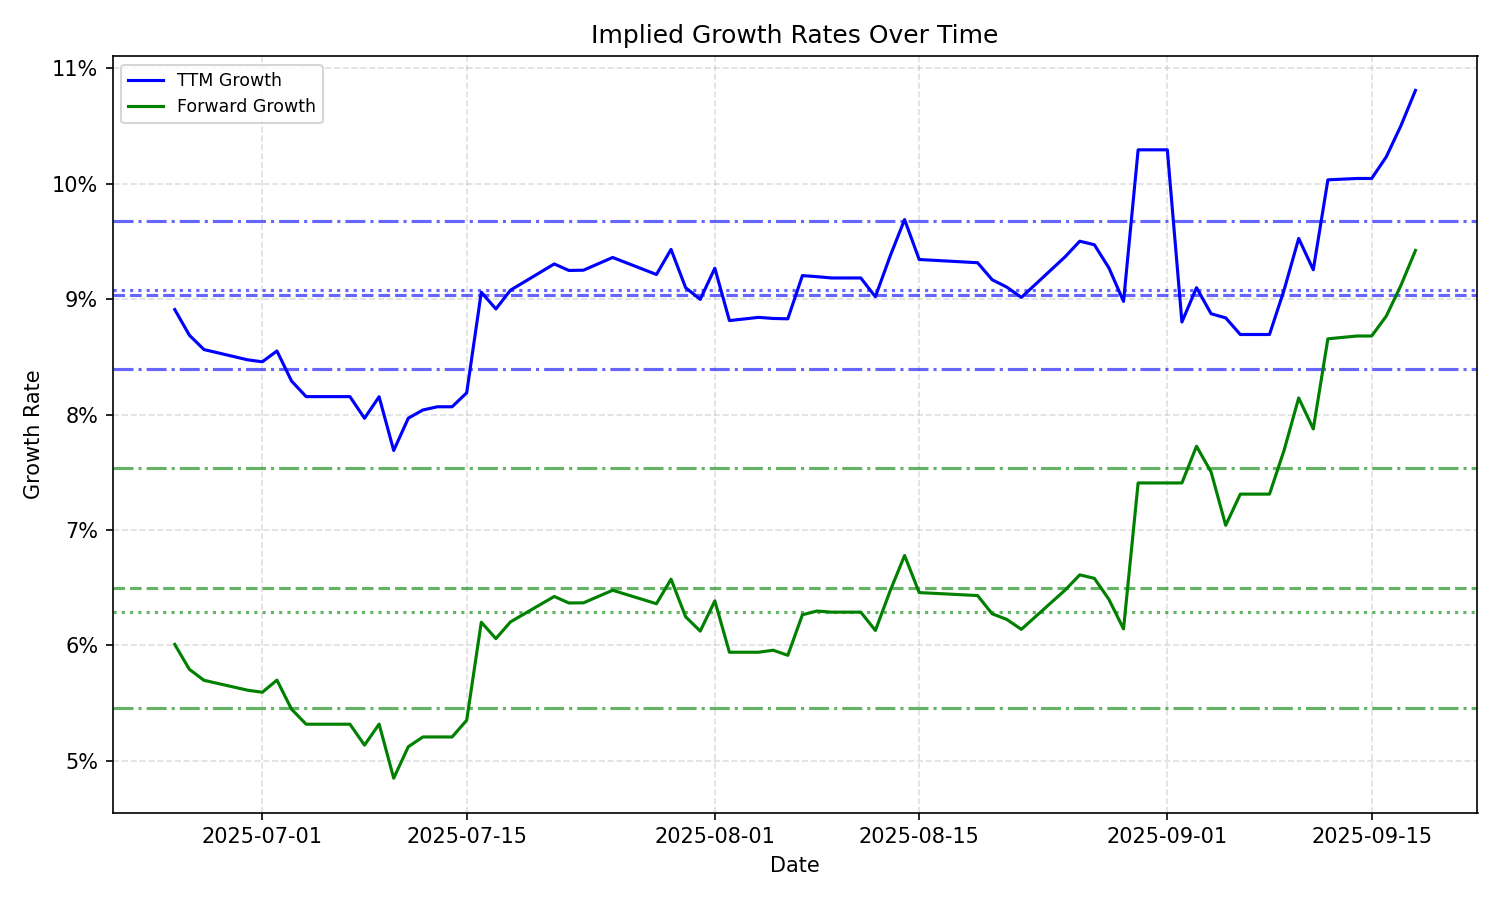 Implied Growth Rates Over Time
TTM Growth
Forward Growth
Growth Rate
11%
10%
9%
8%
7%
6%
5%
2025-07-01
2025-07-15
2025-08-01
2025-08-15
2025-09-01
2025-09-15
Date